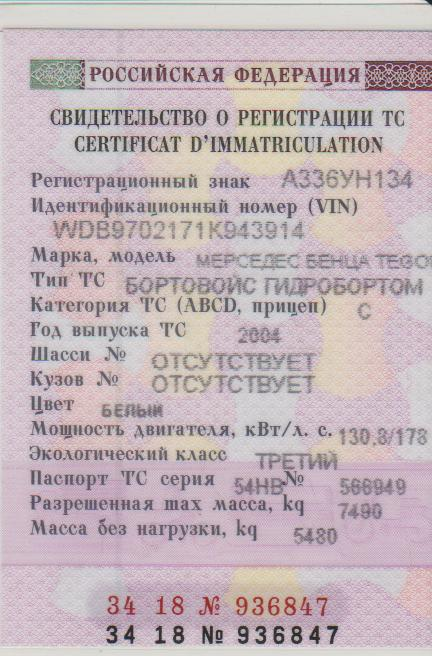 РОССИЙСКАЯ ФЕДЕРАЦИЯ
СВИДЕТЕЛЬСТВО О РЕГИСТРАЦИИ ТС
CERTIFICAT D'IMMATRICULATION
Регистрационный знак А336УН134
Идентификационный номер (VIN)
WDB9702171K943914
Марка, модель МЕРСЕДЕС БЕНЦА
Тип ТС БОРТОВОЙС ГИДРОБОРТОМ
Категория ТС (ABCD, прицеп) С
Год выпуска ТС 2004
Шасси № ОТСУТСТВУЕТ
Кузов № ОТСУТСТВУЕТ
Цвет БЕЛЫЙ
Мощность двигателя, кВт/л. с. 130,8/178
Экологический класс ТРЕТИЙ
Паспорт ТС серия 54НВ № 566949
Разрешенная max масса, kg 7490
Масса без нагрузки, kg 5480
34 18 № 936847
34 18 № 936847